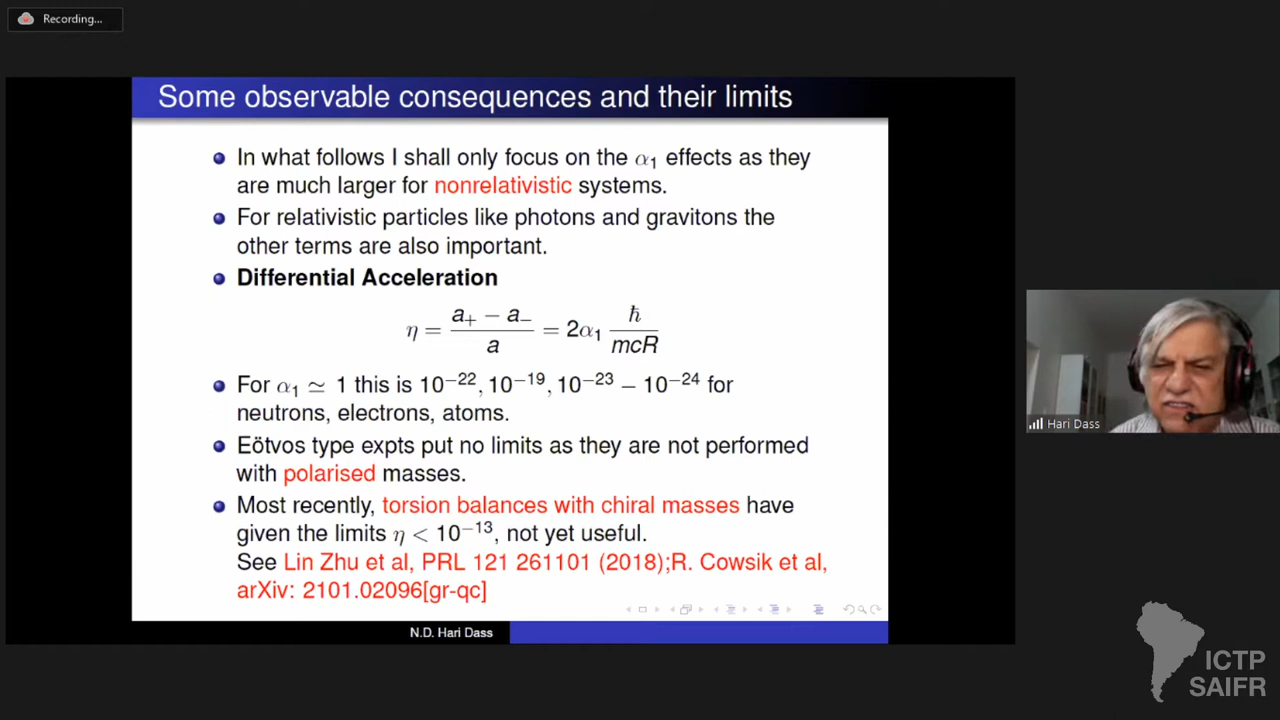 Recording...
Some observable consequences and their limits
In what follows I shall only focus on the α₁ effects as they
are much larger for nonrelativistic systems.
For relativistic particles like photons and gravitons the
other terms are also important.
Differential Acceleration
η = (a₊ − a₋)/a = 2α₁ ħ/(mcR)
For α₁ ≃ 1 this is 10⁻²², 10⁻¹⁹, 10⁻²³ − 10⁻²⁴ for
neutrons, electrons, atoms.
Eötvos type expts put no limits as they are not performed
with polarised masses.
Most recently, torsion balances with chiral masses have
given the limits η < 10⁻¹³, not yet useful.
See Lin Zhu et al, PRL 121 261101 (2018);R. Cowsik et al,
arXiv: 2101.02096[gr-qc]
N.D. Hari Dass
Hari Dass
ICTP
SAIFR